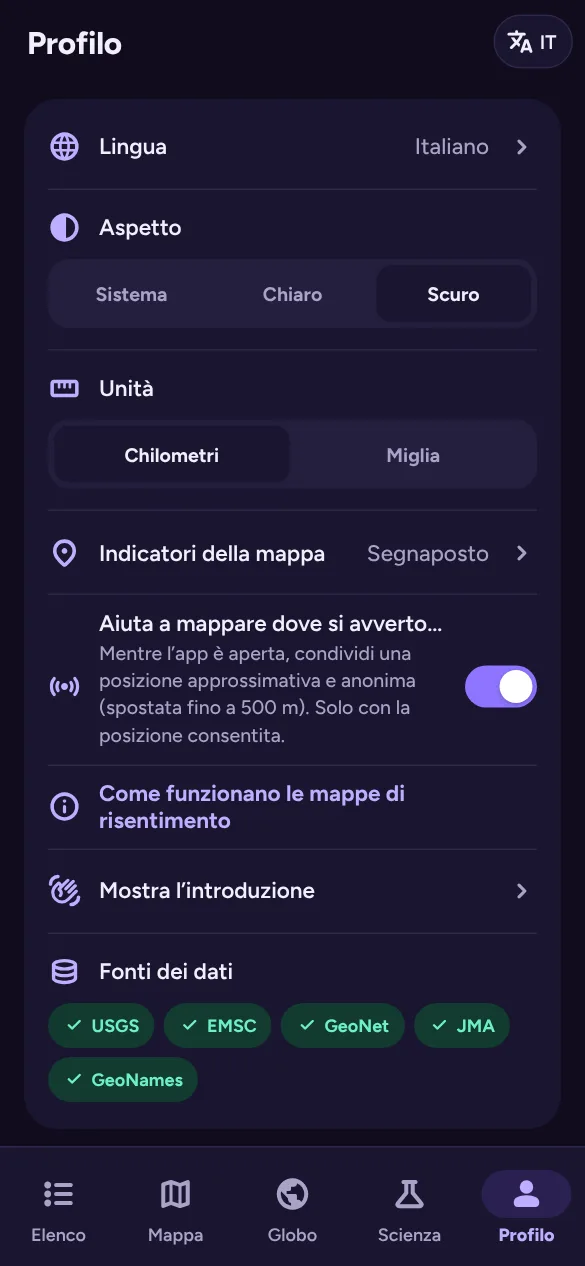 Profilo
IT
Lingua
Italiano
Aspetto
Sistema
Chiaro
Scuro
Unità
Chilometri
Miglia
Indicatori della mappa
Segnaposto
Aiuta a mappare dove si avverto...
Mentre l’app è aperta, condividi una
posizione approssimativa e anonima
(spostata fino a 500 m). Solo con la
posizione consentita.
Come funzionano le mappe di
risentimento
Mostra l’introduzione
Fonti dei dati
USGS
EMSC
GeoNet
JMA
GeoNames
Elenco
Mappa
Globo
Scienza
Profilo